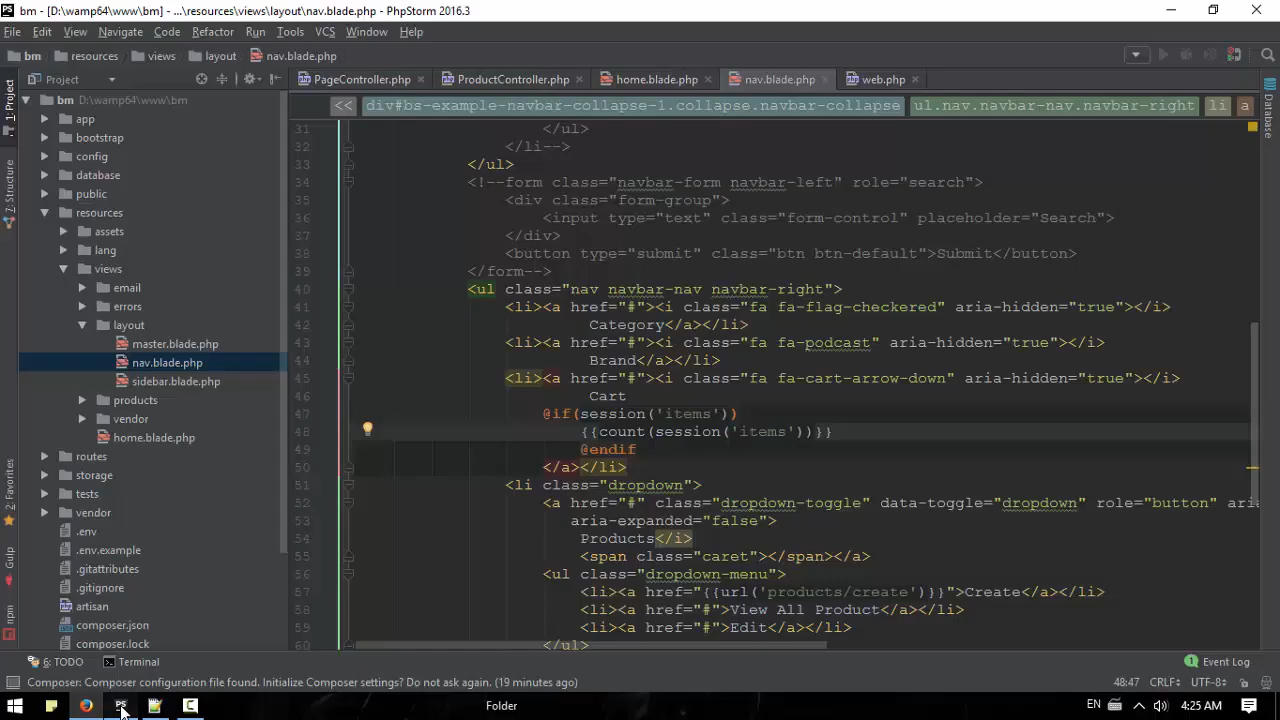 bm - [D:\wamp64\www\bm] - ...\resources\views\layout\nav.blade.php - PhpStorm 2016.3
File Edit View Navigate Code Refactor Run Tools VCS Window Help
bm resources views layout nav.blade.php
Project PageController.php ProductController.php home.blade.php nav.blade.php web.php
<< div#bs-example-navbar-collapse-1.collapse.navbar-collapse ul.nav.navbar-nav.navbar-right li a
1: Project
7: Structure
2: Favorites
Gulp
npm
Database
bm D:\wamp64\www\bm
app
bootstrap
config
database
public
resources
assets
lang
views
email
errors
layout
master.blade.php
nav.blade.php
sidebar.blade.php
products
vendor
home.blade.php
routes
storage
tests
vendor
.env
.env.example
.gitattributes
.gitignore
artisan
composer.json
composer.lock
31 </ul>
32 </li-->
33 </ul>
34 <!--form class="navbar-form navbar-left" role="search">
35 <div class="form-group">
36 <input type="text" class="form-control" placeholder="Search">
37 </div>
38 <button type="submit" class="btn btn-default">Submit</button>
39 </form-->
40 <ul class="nav navbar-nav navbar-right">
41 <li><a href="#"><i class="fa fa-flag-checkered" aria-hidden="true"></i>
42 Category</a></li>
43 <li><a href="#"><i class="fa fa-podcast" aria-hidden="true"></i>
44 Brand</a></li>
45 <li><a href="#"><i class="fa fa-cart-arrow-down" aria-hidden="true"></i>
46 Cart
47 @if(session('items'))
48 {{count(session('items'))}}
49 @endif
50 </a></li>
51 <li class="dropdown">
52 <a href="#" class="dropdown-toggle" data-toggle="dropdown" role="button" aria
53 aria-expanded="false">
54 Products</i>
55 <span class="caret"></span></a>
56 <ul class="dropdown-menu">
57 <li><a href="{{url('products/create')}}">Create</a></li>
58 <li><a href="#">View All Product</a></li>
59 <li><a href="#">Edit</a></li>
60 </ul>
6: TODO Terminal Event Log
Composer: Composer configuration file found. Initialize Composer settings? Do not ask again. (19 minutes ago) 48:47 CRLF÷ UTF-8÷
PS Folder EN 4:25 AM